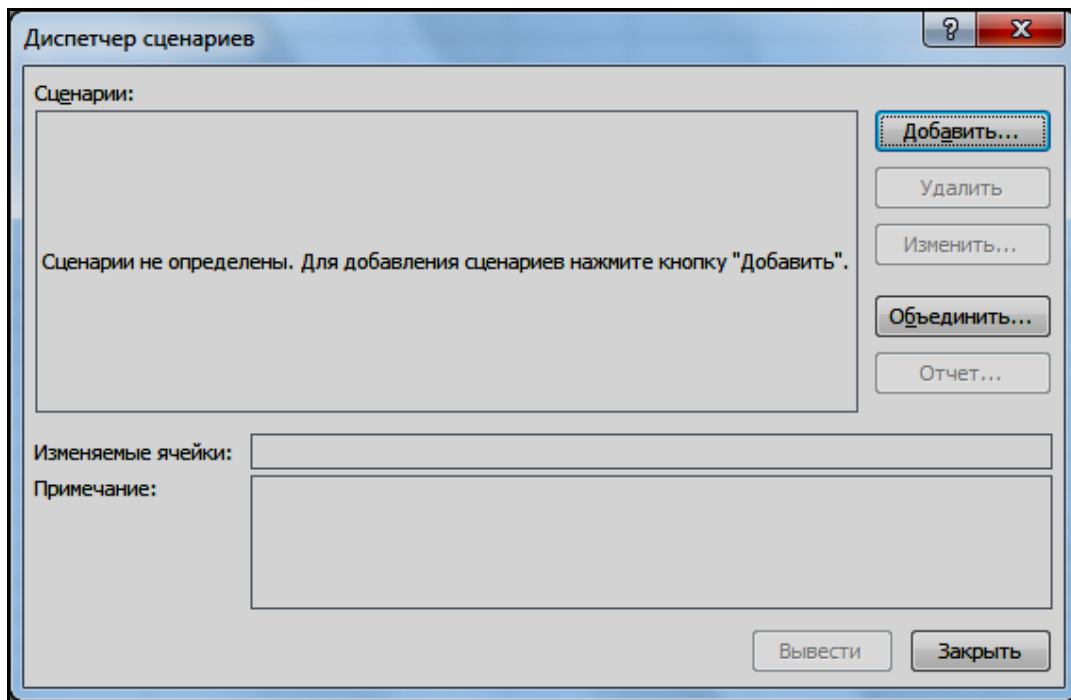 Диспетчер сценариев
Сценарии:
Сценарии не определены. Для добавления сценариев нажмите кнопку "Добавить".
Добавить...
Удалить
Изменить...
Объединить...
Отчет...
Изменяемые ячейки:
Примечание:
Вывести
Закрыть